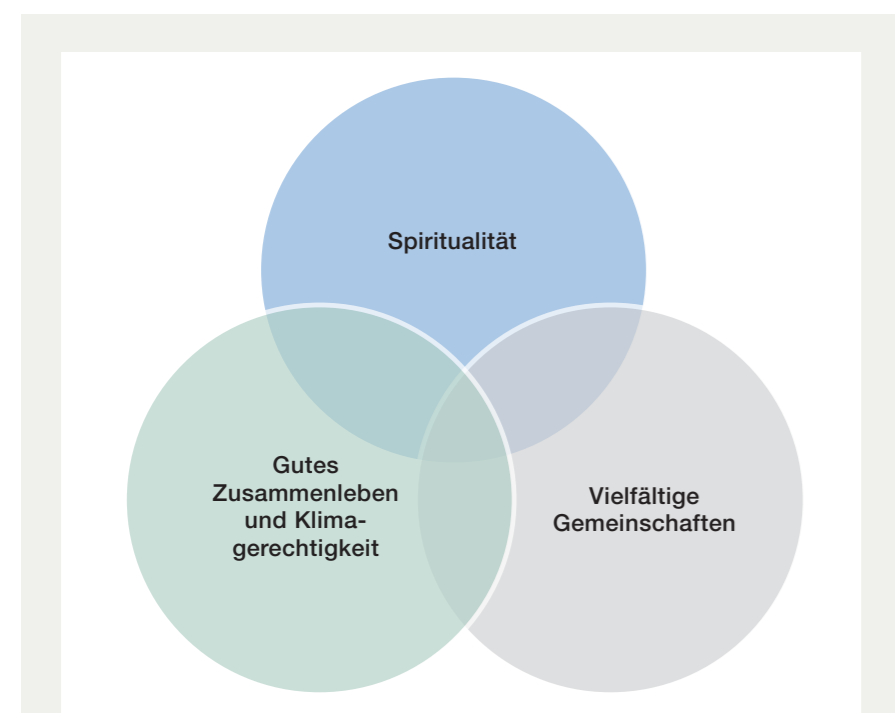 Spiritualität
Gutes
Zusammenleben
und Klima-
gerechtigkeit
Vielfältige
Gemeinschaften